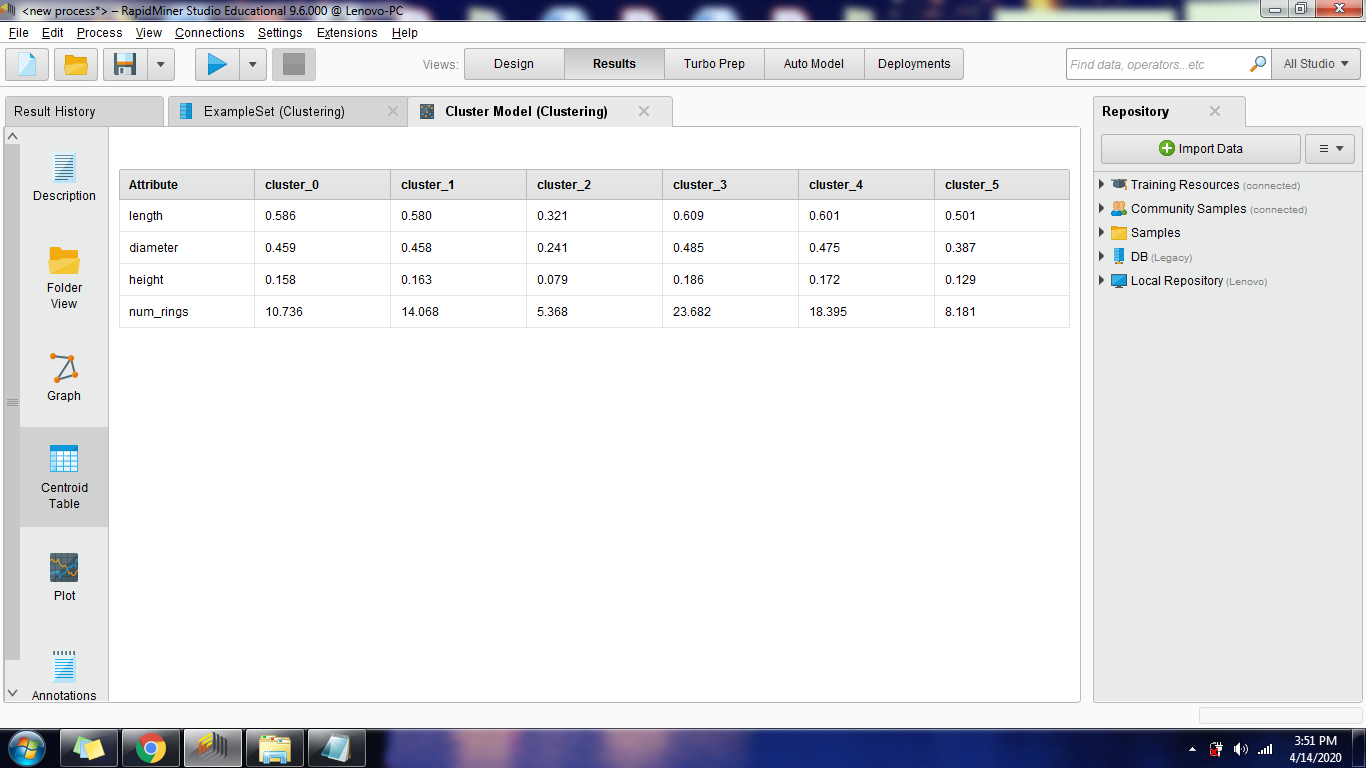 <new process*> – RapidMiner Studio Educational 9.6.000 @ Lenovo-PC
File Edit Process View Connections Settings Extensions Help
Views: Design Results Turbo Prep Auto Model Deployments Find data, operators...etc All Studio
Result History ExampleSet (Clustering) Cluster Model (Clustering) Repository
Import Data
Description
Folder View
Graph
Centroid Table
Plot
Annotations
Attribute cluster_0 cluster_1 cluster_2 cluster_3 cluster_4 cluster_5
length 0.586 0.580 0.321 0.609 0.601 0.501
diameter 0.459 0.458 0.241 0.485 0.475 0.387
height 0.158 0.163 0.079 0.186 0.172 0.129
num_rings 10.736 14.068 5.368 23.682 18.395 8.181
Training Resources (connected)
Community Samples (connected)
Samples
DB (Legacy)
Local Repository (Lenovo)
3:51 PM
4/14/2020